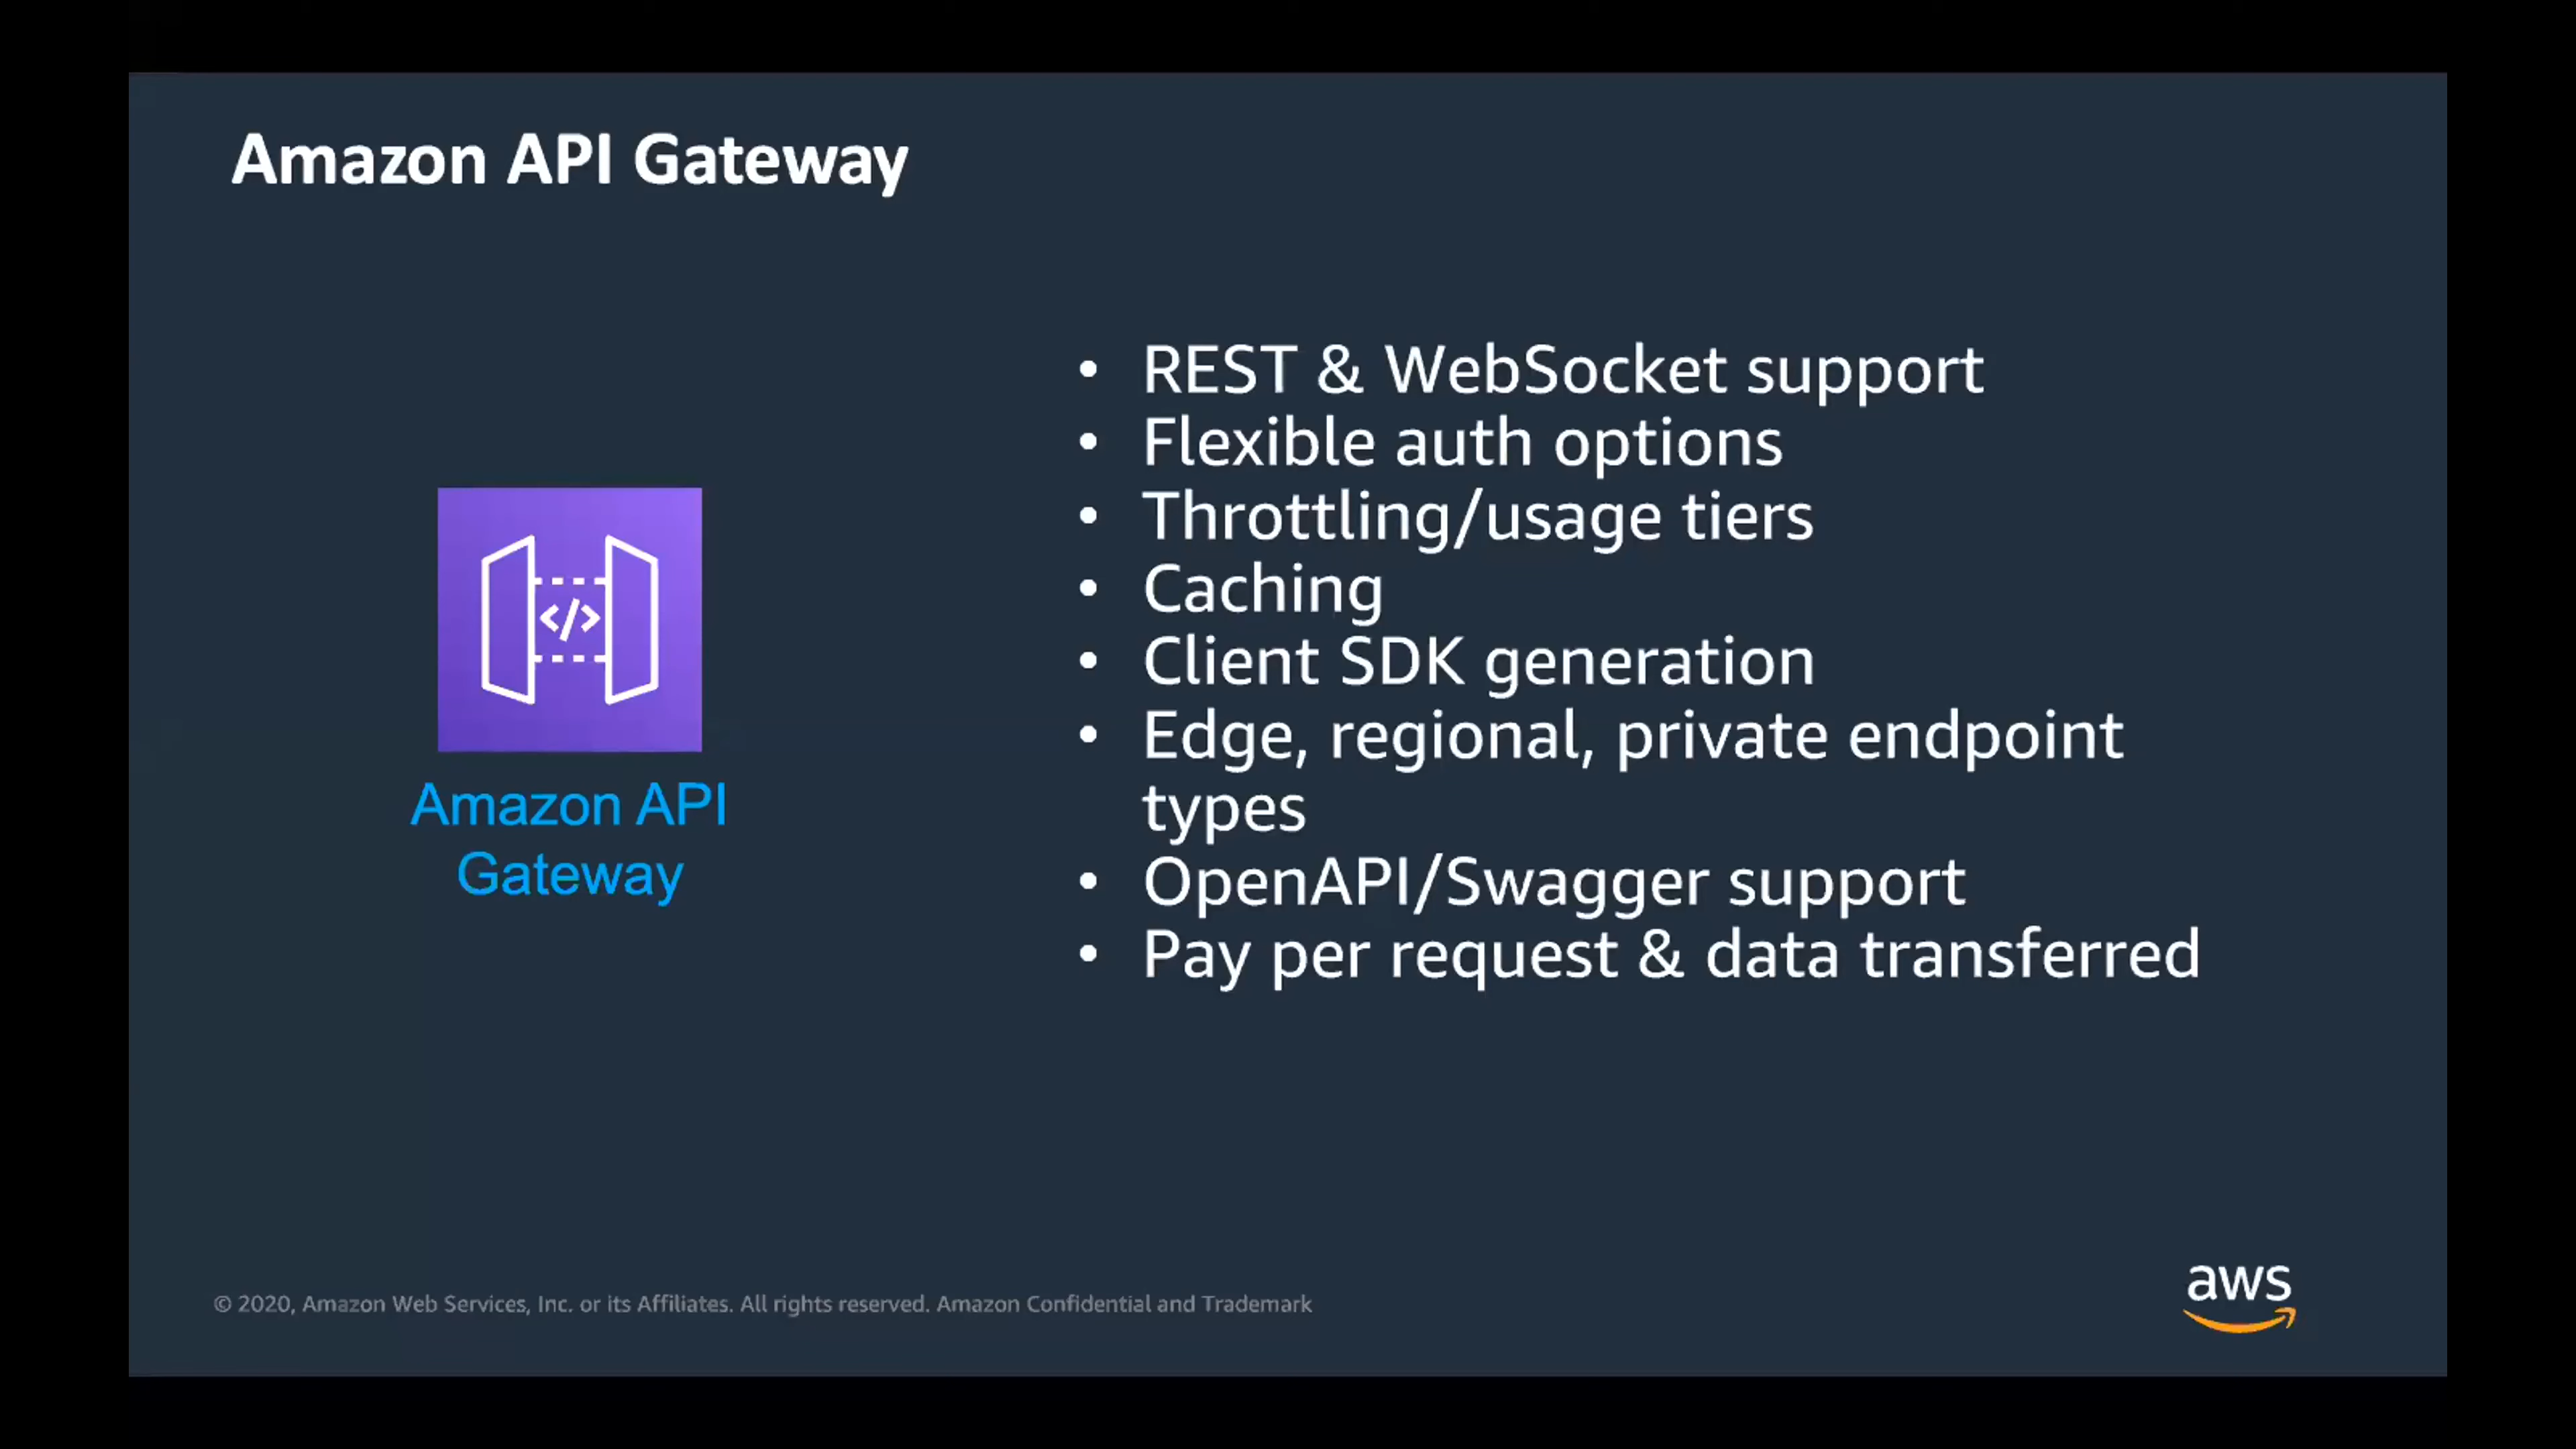 Amazon API Gateway
</>
Amazon API
Gateway
• REST & WebSocket support
• Flexible auth options
• Throttling/usage tiers
• Caching
• Client SDK generation
• Edge, regional, private endpoint
types
• OpenAPI/Swagger support
• Pay per request & data transferred
© 2020, Amazon Web Services, Inc. or its Affiliates. All rights reserved. Amazon Confidential and Trademark
aws